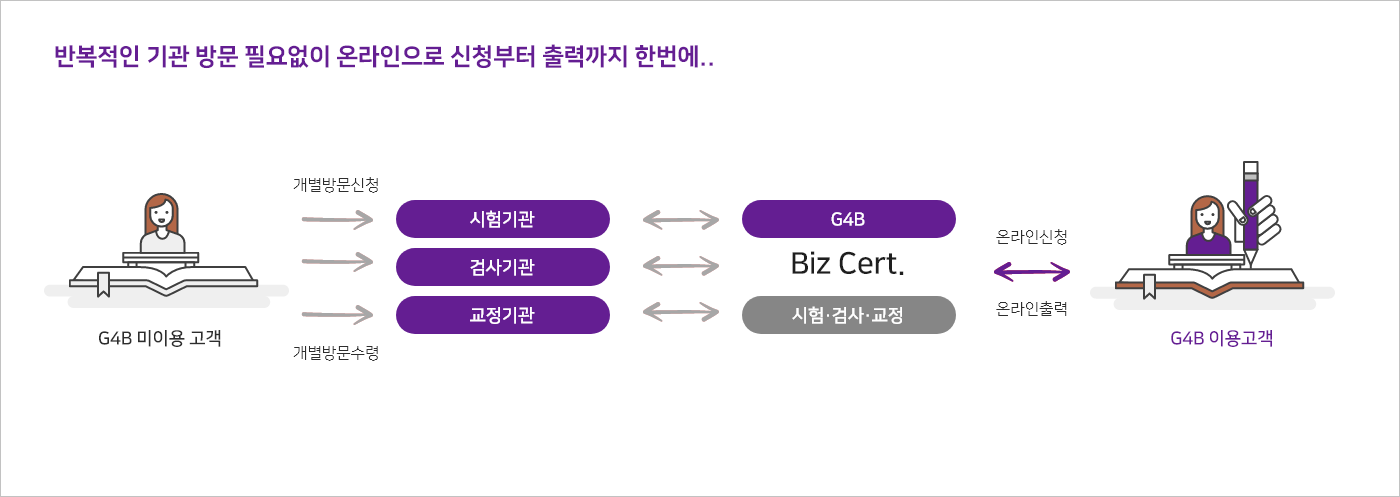 반복적인 기관 방문 필요없이 온라인으로 신청부터 출력까지 한번에..
개별방문신청
시험기관
검사기관
교정기관
개별방문수령
G4B 미이용 고객
G4B
Biz Cert.
시험·검사·교정
온라인신청
온라인출력
G4B 이용고객